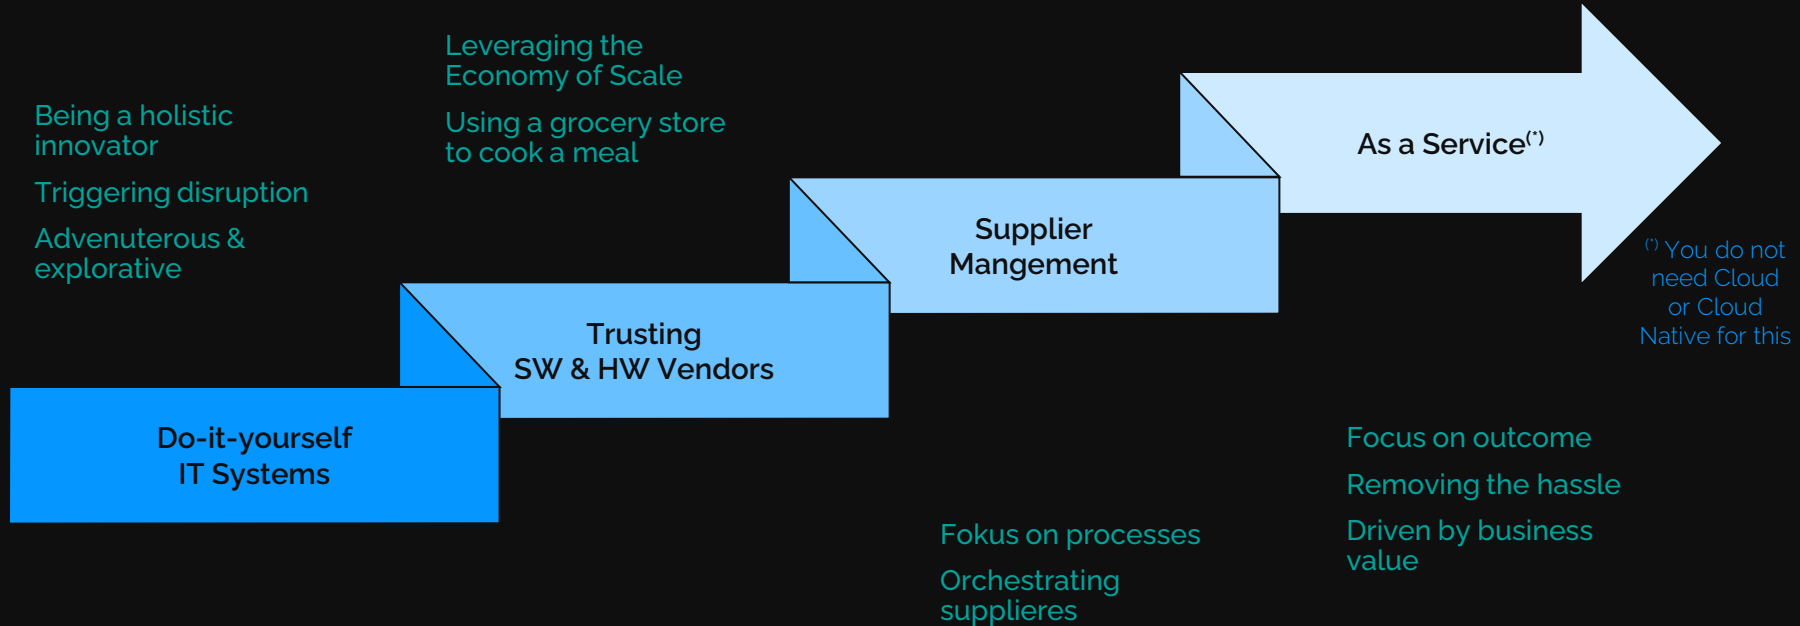 Being a holistic
innovator
Triggering disruption
Advenuterous &
explorative
Leveraging the
Economy of Scale
Using a grocery store
to cook a meal
Do-it-yourself
IT Systems
Trusting
SW & HW Vendors
Supplier
Mangement
As a Service(*)
(*) You do not
need Cloud
or Cloud
Native for this
Fokus on processes
Orchestrating
supplieres
Focus on outcome
Removing the hassle
Driven by business
value